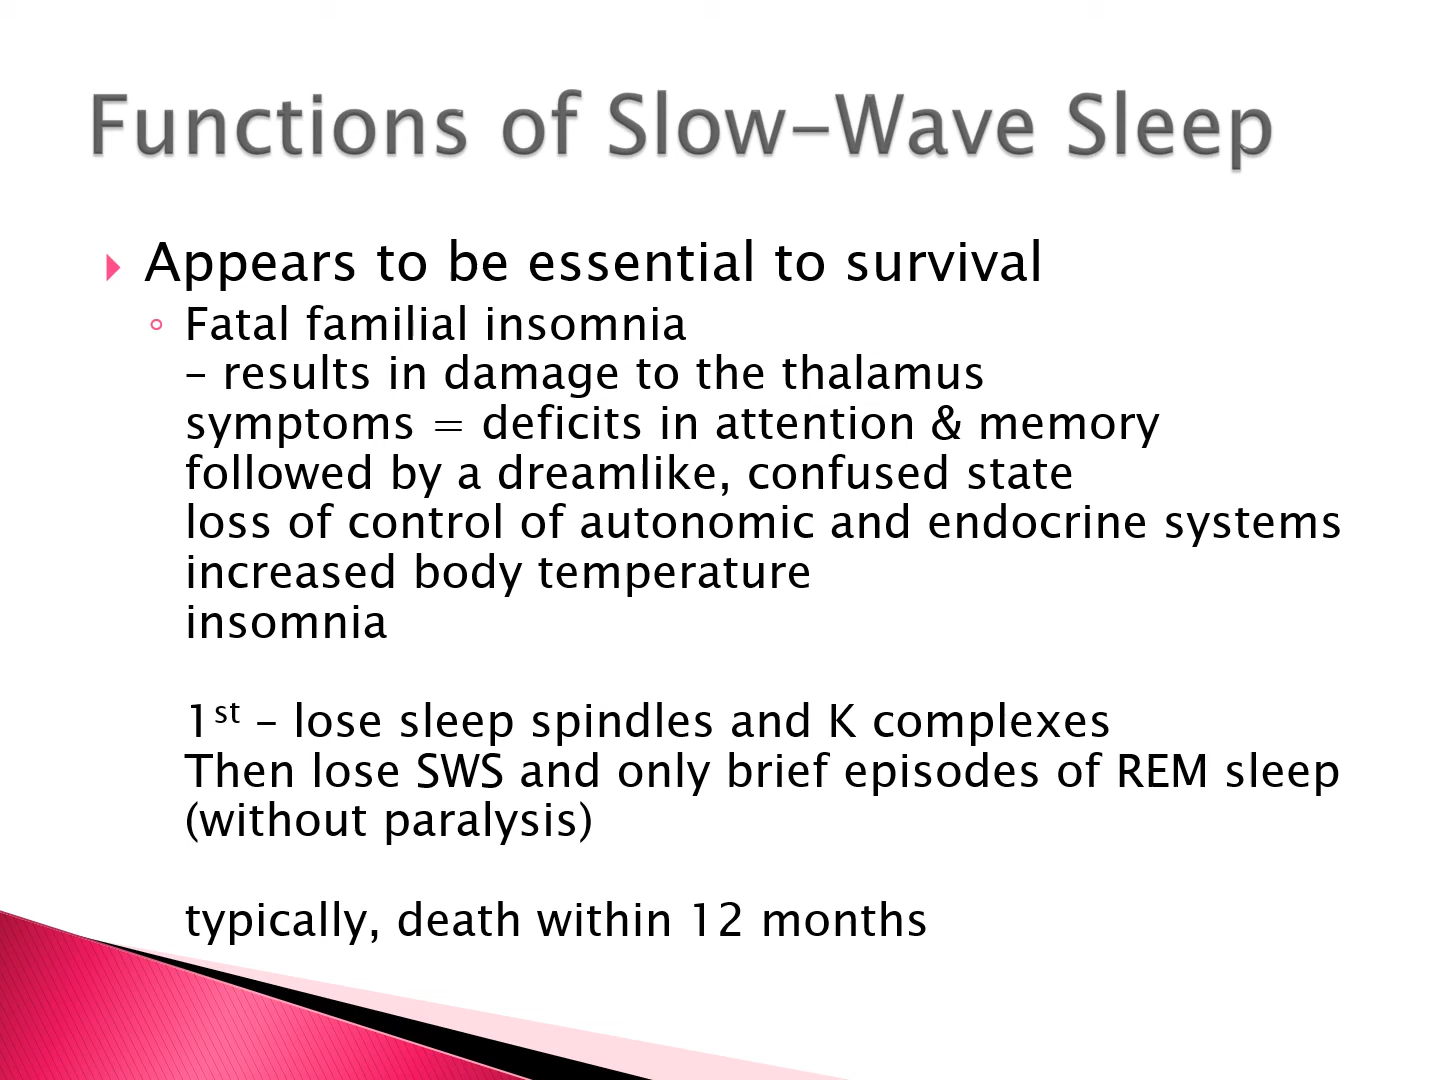 Functions of Slow-Wave Sleep
Appears to be essential to survival
Fatal familial insomnia
– results in damage to the thalamus
symptoms = deficits in attention & memory
followed by a dreamlike, confused state
loss of control of autonomic and endocrine systems
increased body temperature
insomnia
1st – lose sleep spindles and K complexes
Then lose SWS and only brief episodes of REM sleep
(without paralysis)
typically, death within 12 months